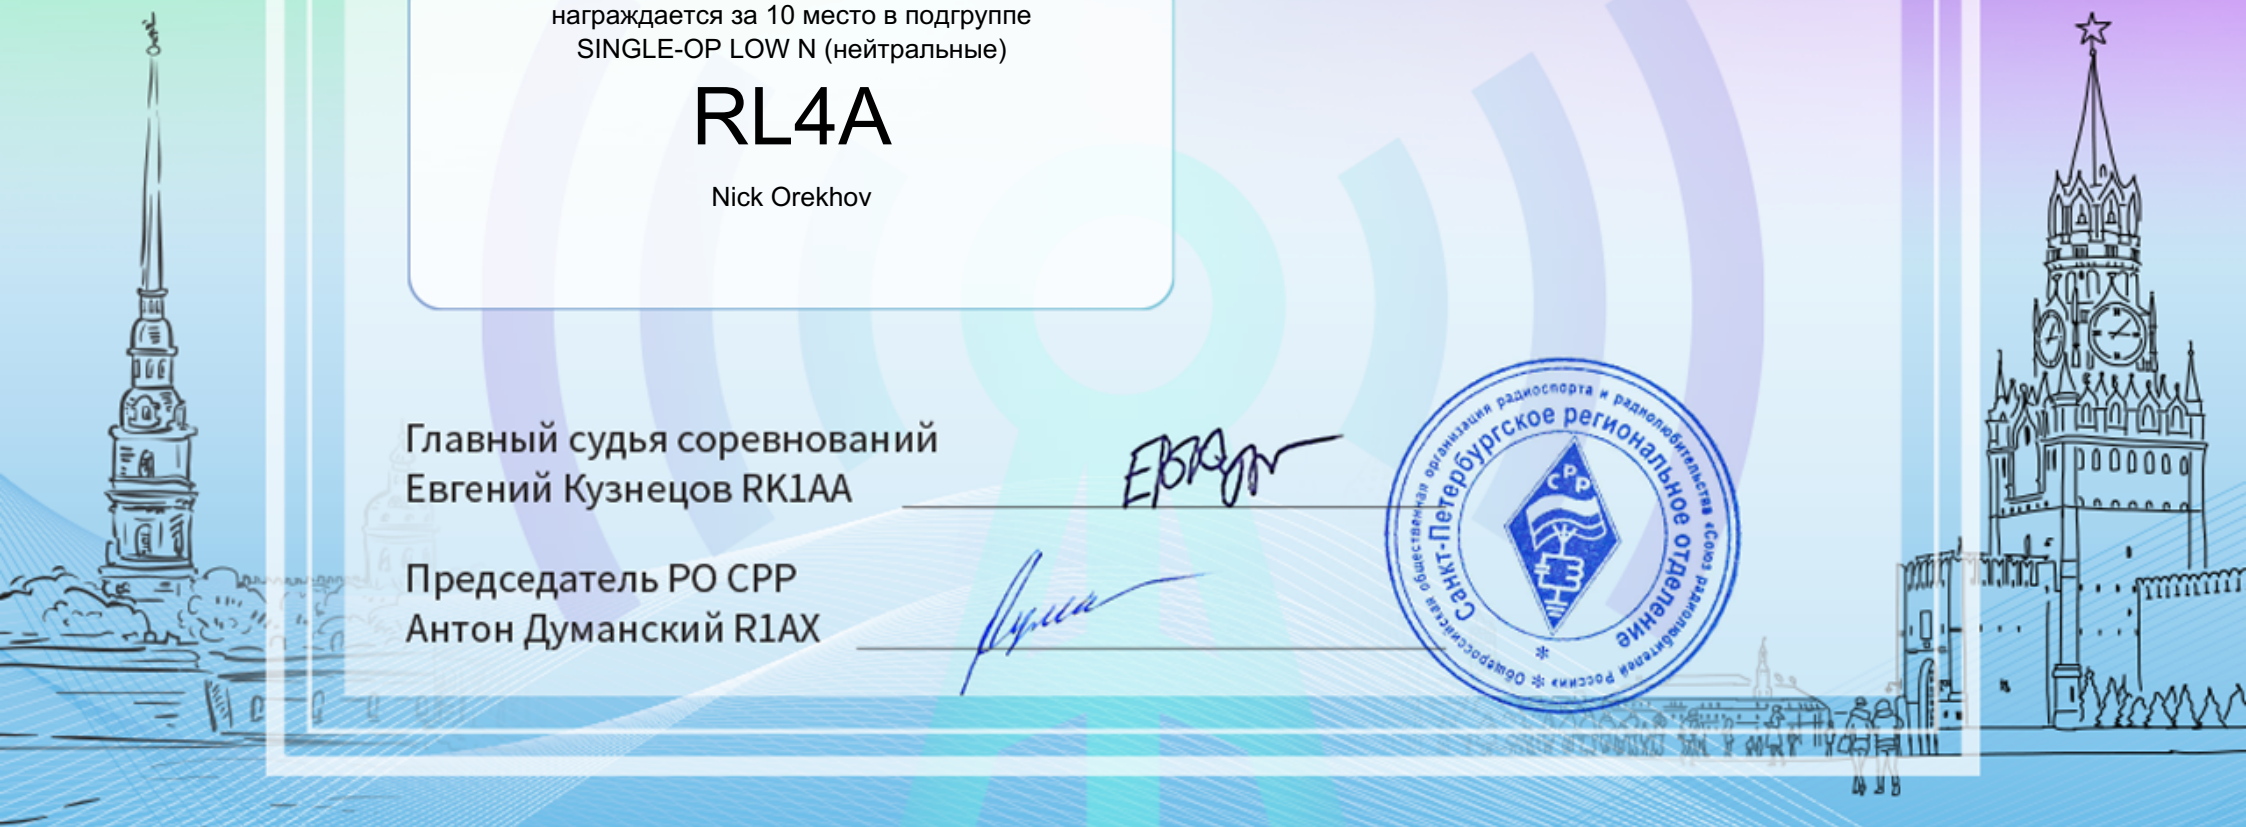 награждается за 10 место в подгруппе
SINGLE-OP LOW N (нейтральные)
RL4A
Nick Orekhov
Главный судья соревнований
Евгений Кузнецов RK1AA
Председатель РО СРР
Антон Думанский R1AX
Общероссийская общественная организация радиоспорта и радиолюбительства «Союз радиолюбителей России»
Санкт-Петербургское региональное отделение
СРР